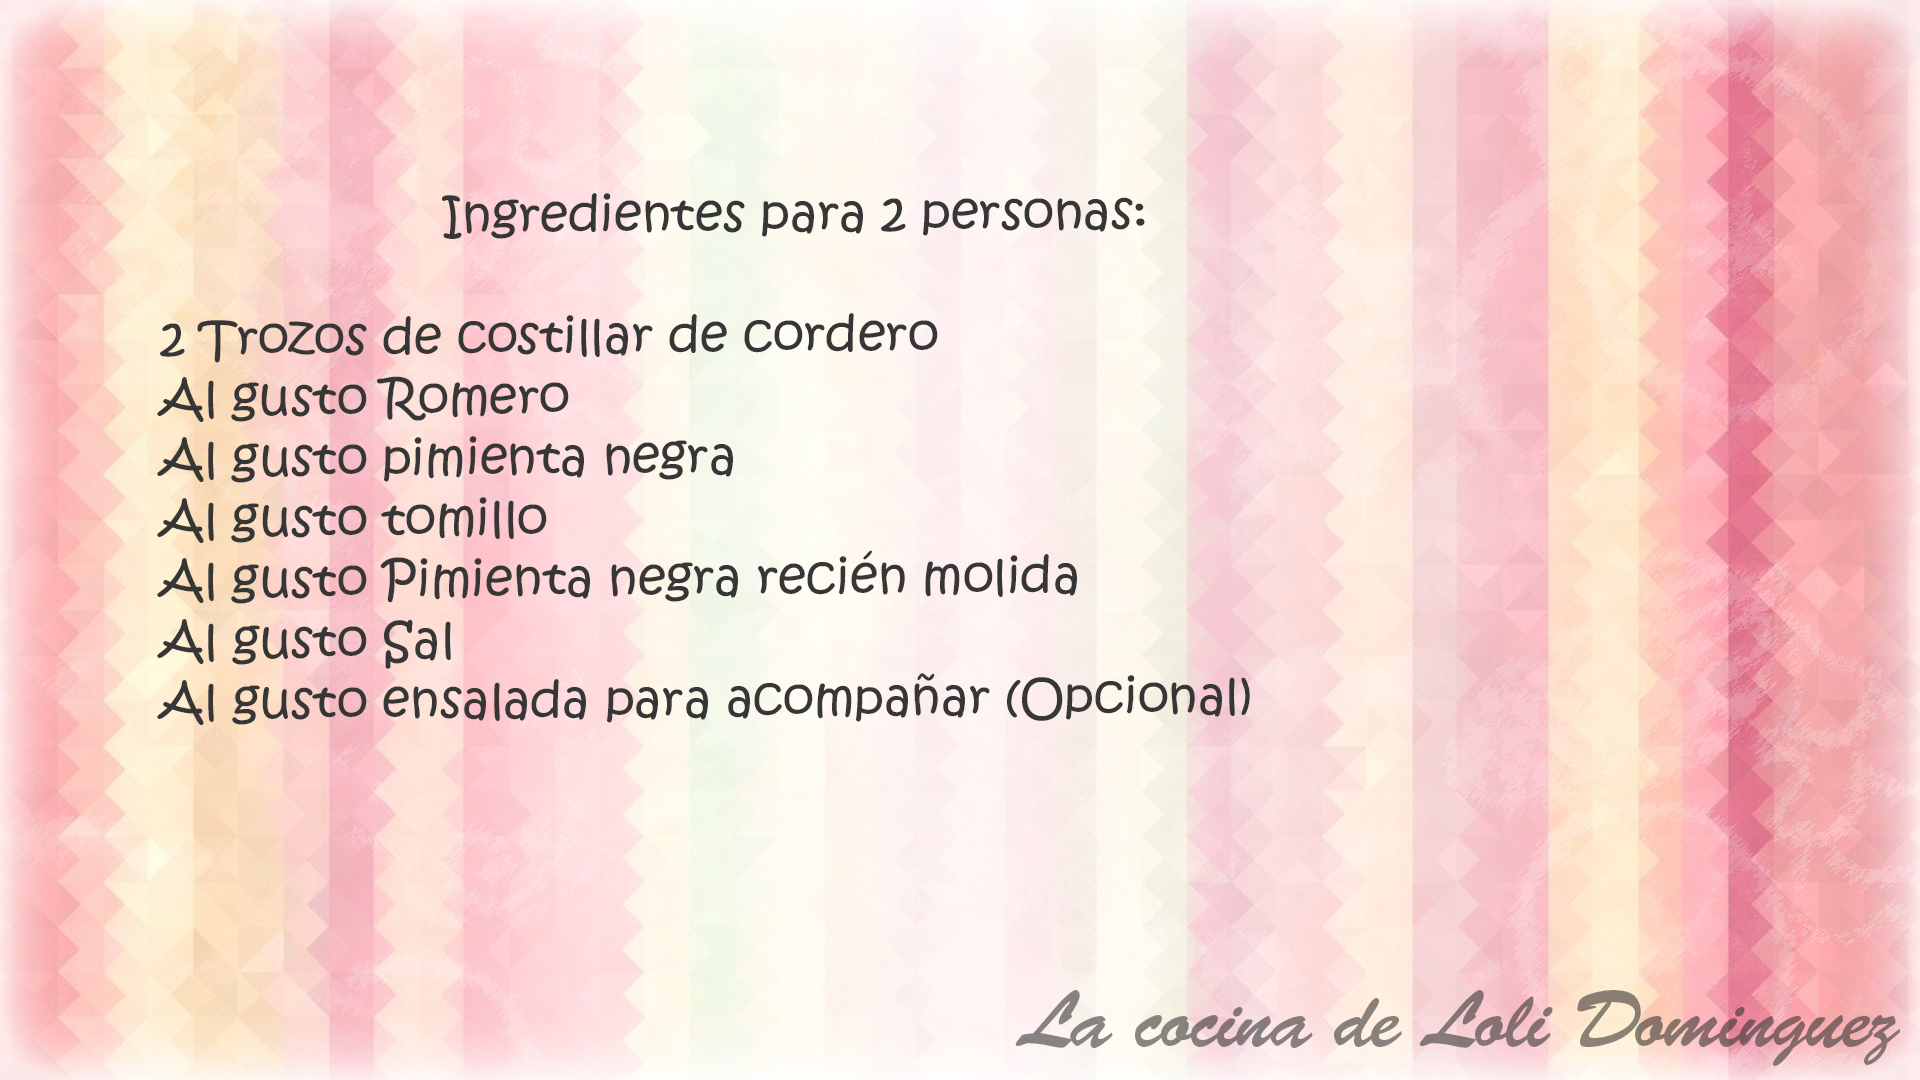 Ingredientes para 2 personas:
2 Trozos de costillar de cordero
Al gusto Romero
Al gusto pimienta negra
Al gusto tomillo
Al gusto Pimienta negra recién molida
Al gusto Sal
Al gusto ensalada para acompañar (Opcional)
La cocina de Loli Dominguez